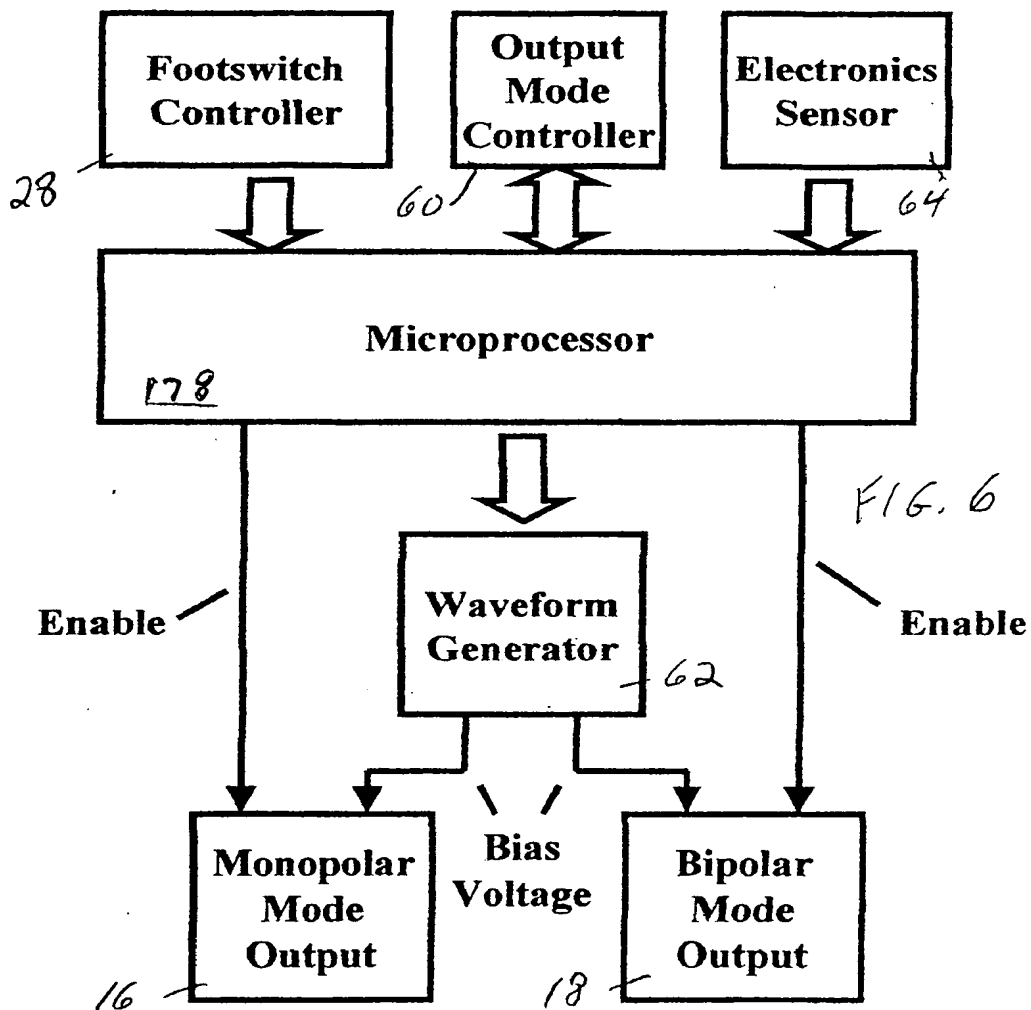 Footswitch
Controller
28
Output
Mode
Controller
60
Electronics
Sensor
64
Microprocessor
178
FIG. 6
Enable
Waveform
Generator
62
Enable
Monopolar
Mode
Output
16
Bias
Voltage
Bipolar
Mode
Output
18